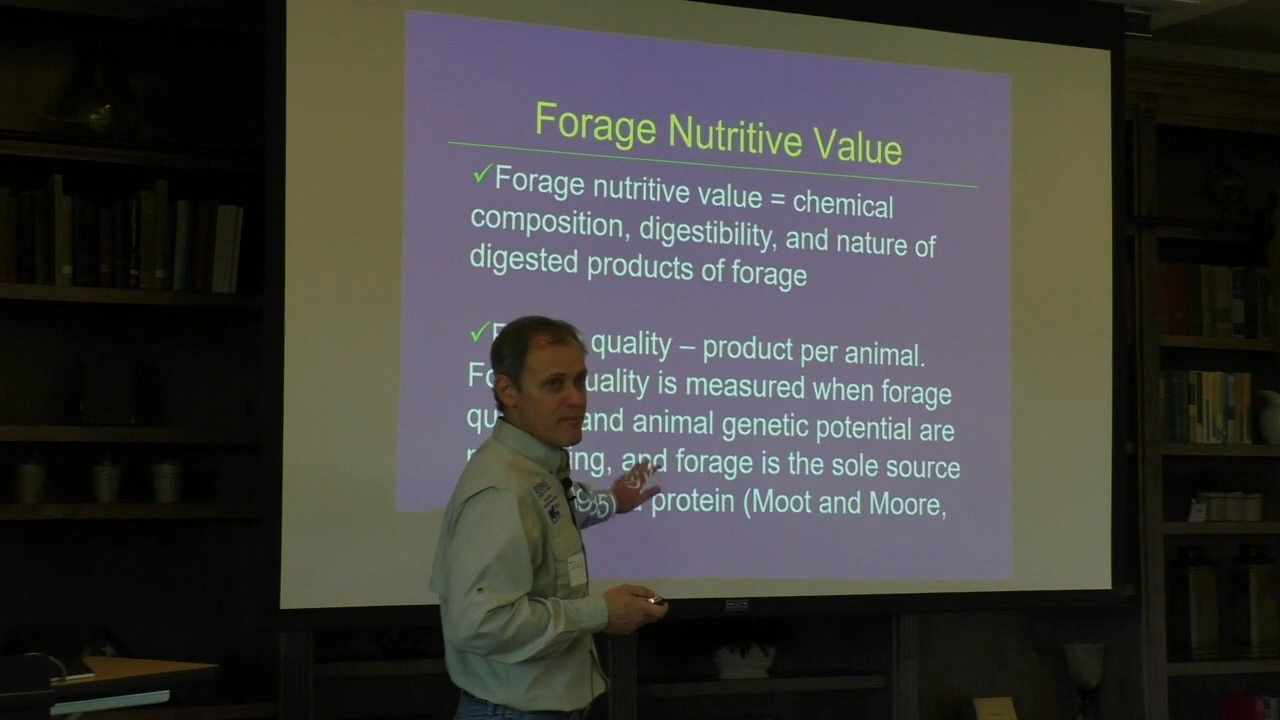 Forage Nutritive Value
✓Forage nutritive value = chemical
composition, digestibility, and nature of
digested products of forage
✓ quality – product per animal.
quality is measured when forage
and animal genetic potential are
and forage is the sole source
protein (Moot and Moore,